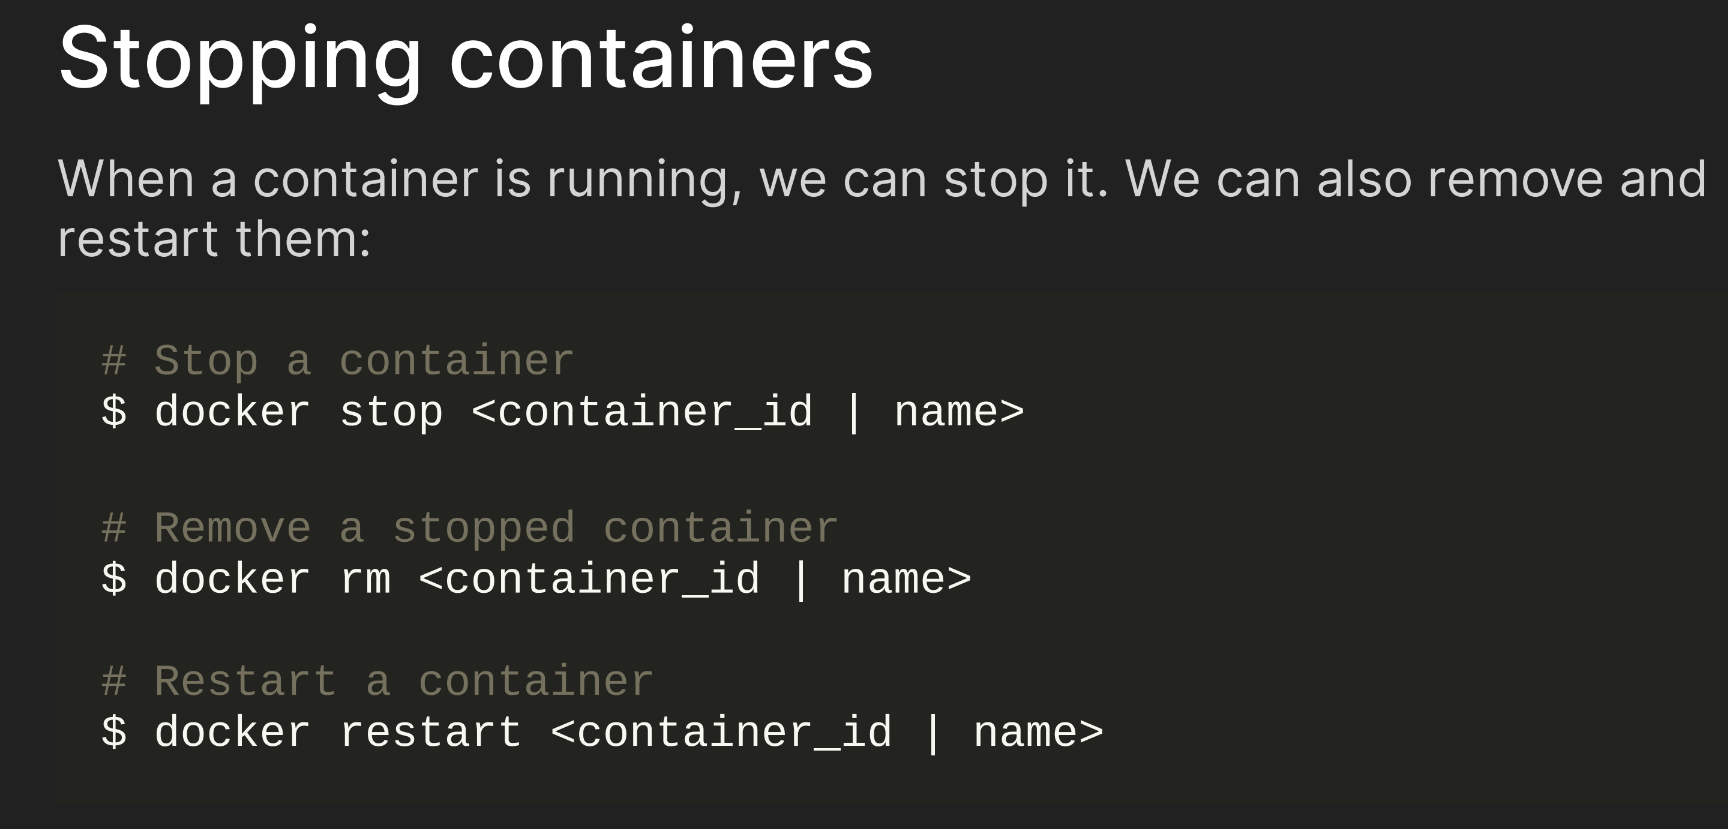 Stopping containers
When a container is running, we can stop it. We can also remove and
restart them:
# Stop a container
$ docker stop <container_id | name>
# Remove a stopped container
$ docker rm <container_id | name>
# Restart a container
$ docker restart <container_id | name>